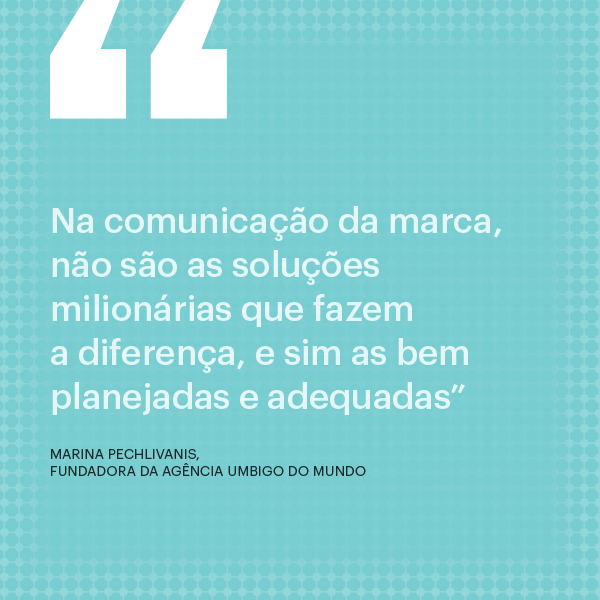 “
Na comunicação da marca,
não são as soluções
milionárias que fazem
a diferença, e sim as bem
planejadas e adequadas”
MARINA PECHLIVANIS,
FUNDADORA DA AGÊNCIA UMBIGO DO MUNDO